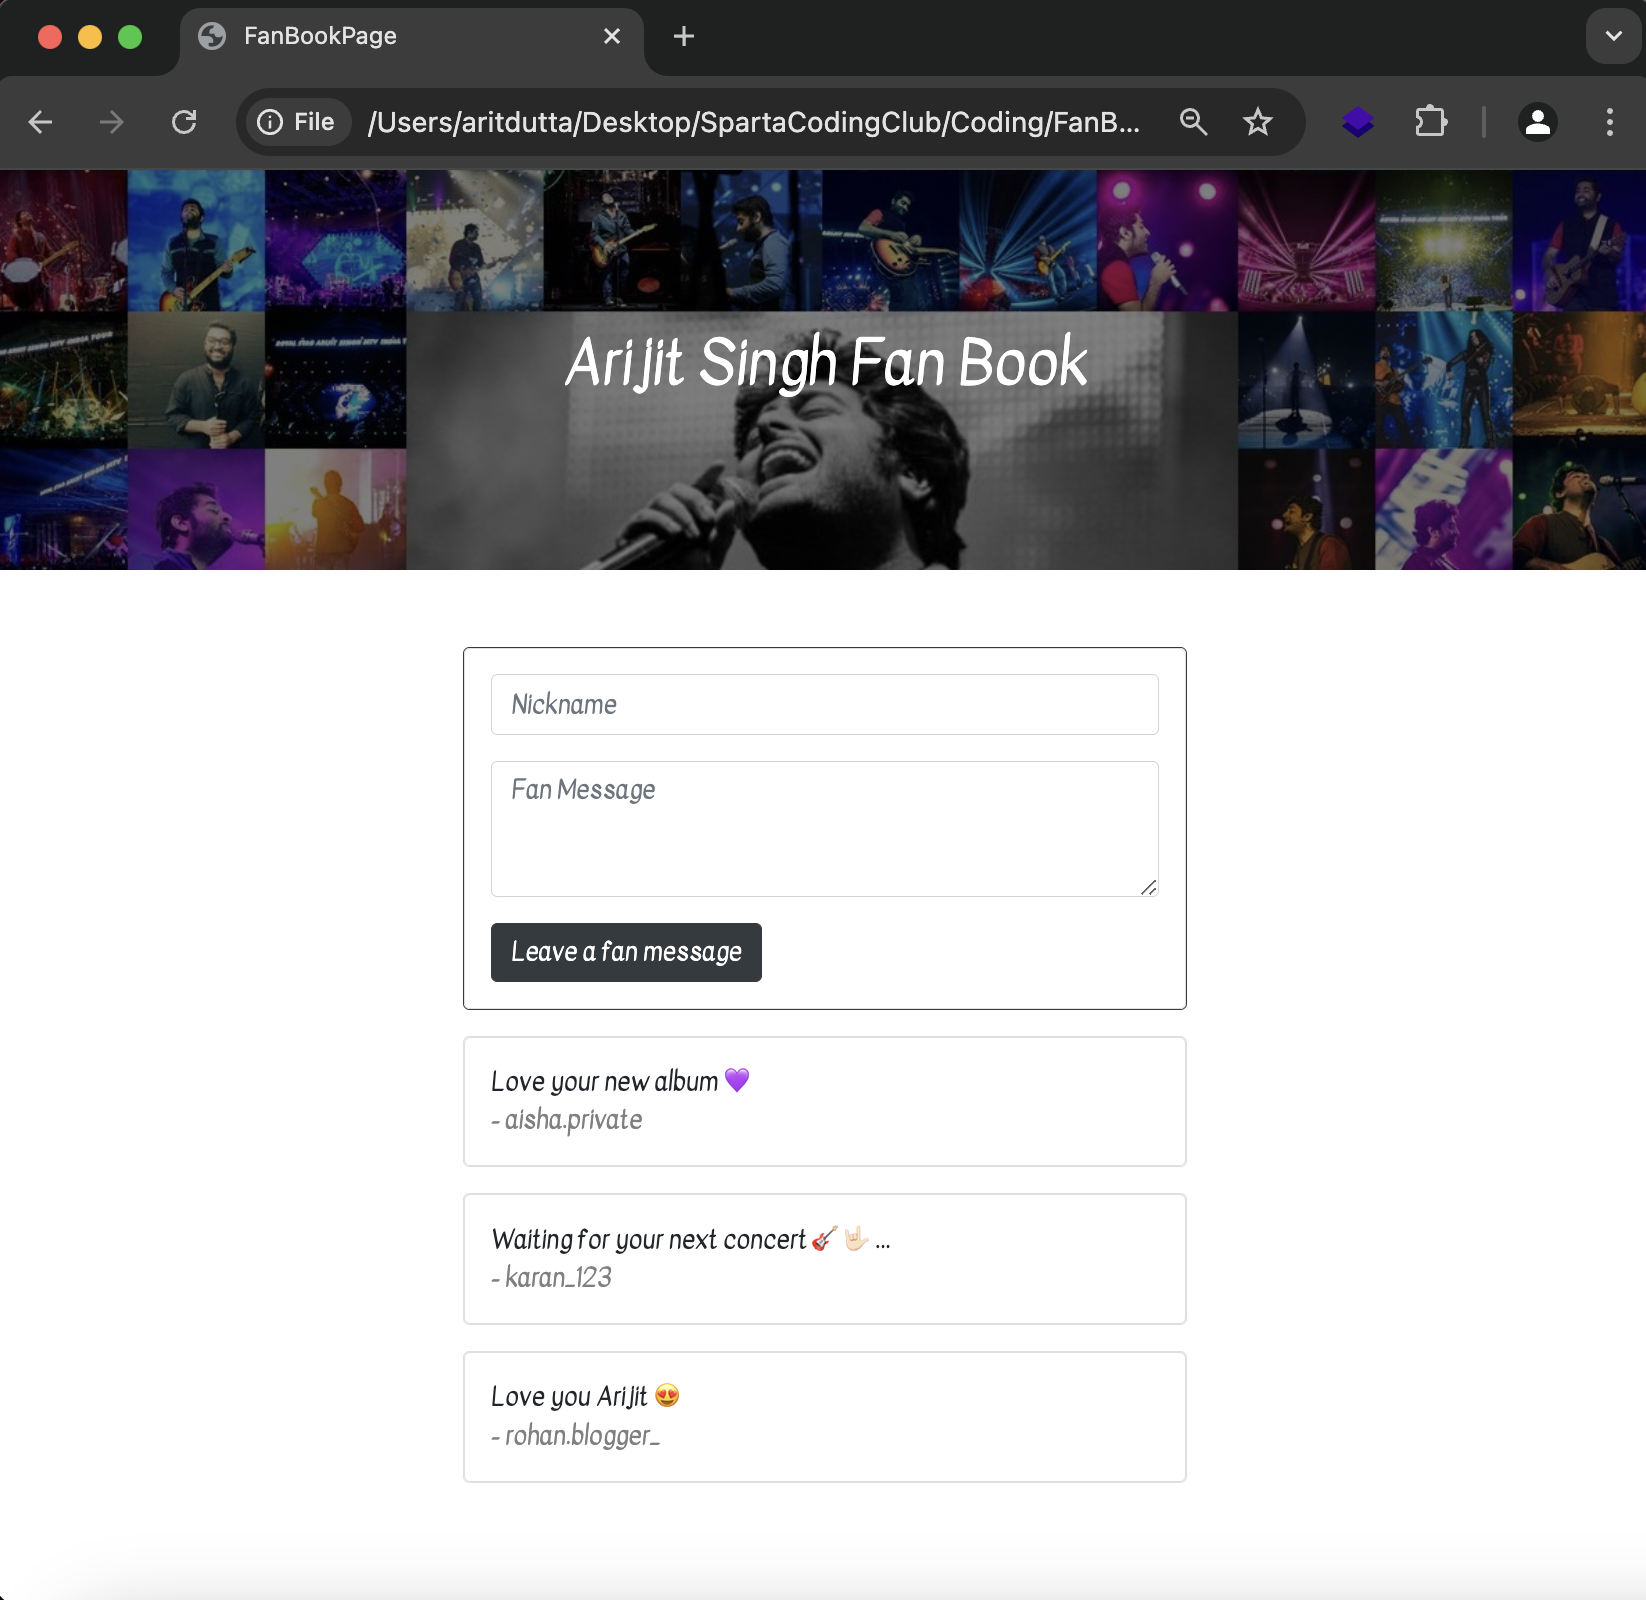 FanBookPage
File
/Users/aritdutta/Desktop/SpartaCodingClub/Coding/FanB...
Arijit Singh Fan Book
Nickname
Fan Message
Leave a fan message
Love your new album 💜
- aisha.private
Waiting for your next concert 🎸 🤟🏻 ...
- karan_123
Love you Arijit 😍
- rohan.blogger_